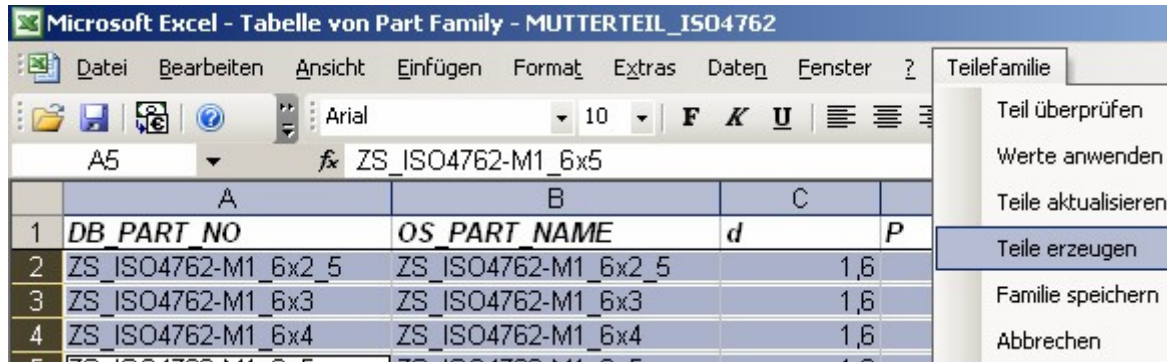 Microsoft Excel - Tabelle von Part Family - MUTTERTEIL_ISO4762
Datei Bearbeiten Ansicht Einfügen Format Extras Daten Fenster ? Teilefamilie
Arial 10 F K U
A5 fx ZS_ISO4762-M1_6x5
A B C
1 DB_PART_NO OS_PART_NAME d P
2 ZS_ISO4762-M1_6x2_5 ZS_ISO4762-M1_6x2_5 1,6
3 ZS_ISO4762-M1_6x3 ZS_ISO4762-M1_6x3 1,6
4 ZS_ISO4762-M1_6x4 ZS_ISO4762-M1_6x4 1,6
Teil überprüfen
Werte anwenden
Teile aktualisieren
Teile erzeugen
Familie speichern
Abbrechen